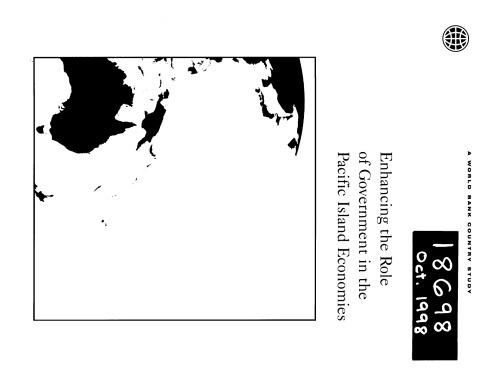 A WORLD BANK COUNTRY STUDY
18698
Oct. 1998
Enhancing the Role
of Government in the
Pacific Island Economies